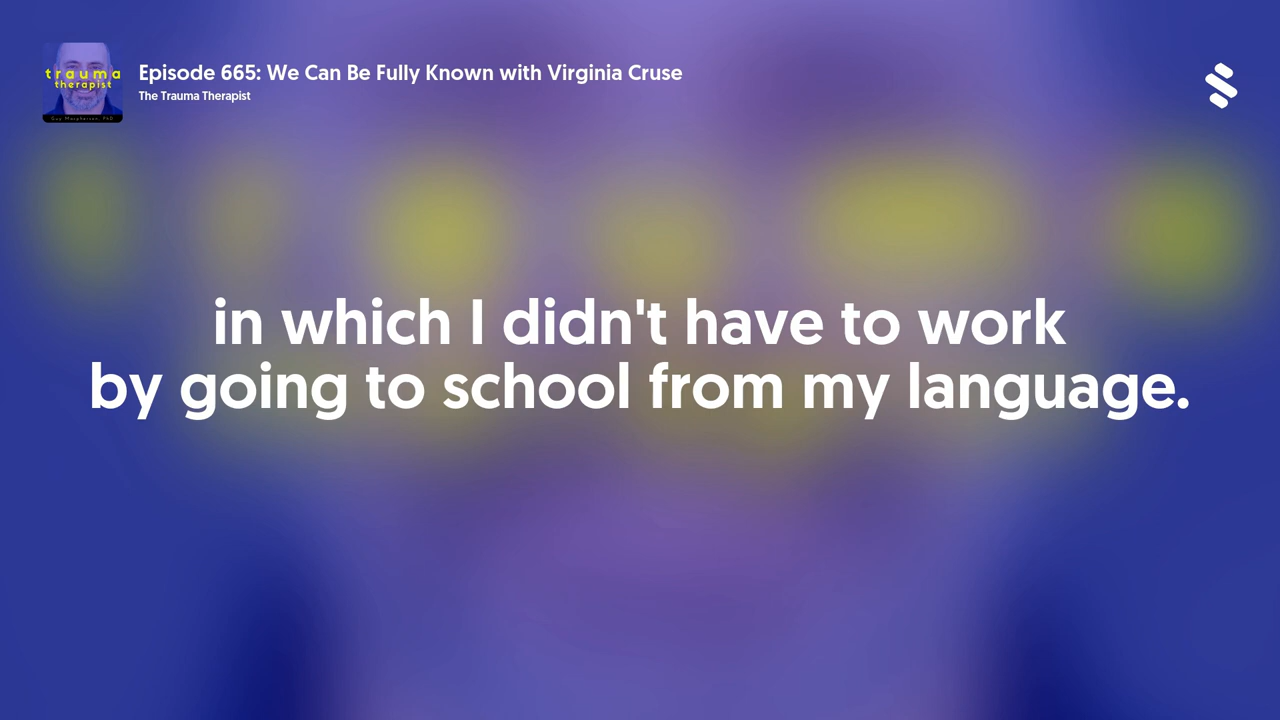 trauma
therapist
Guy Macpherson, PhD
Episode 665: We Can Be Fully Known with Virginia Cruse
The Trauma Therapist
in which I didn't have to work
by going to school from my language.